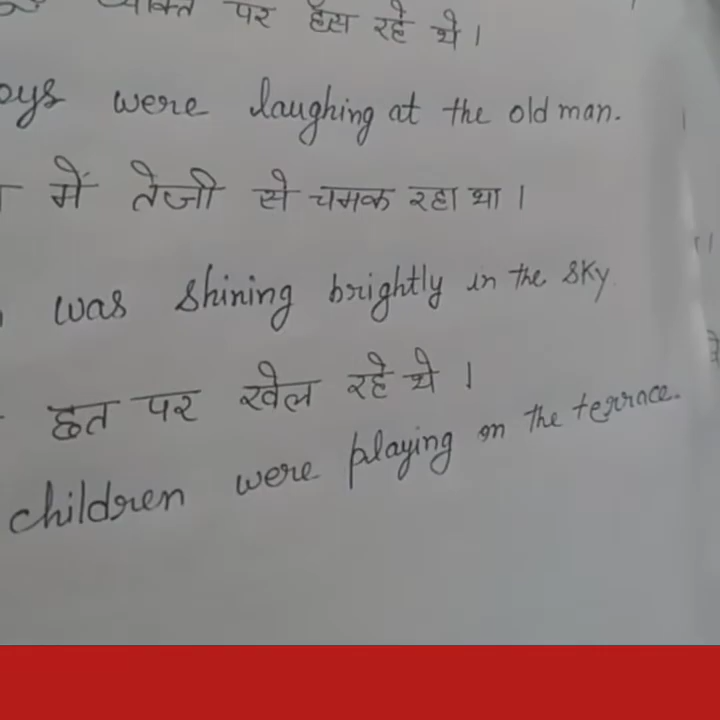 व्यक्ति पर हँस रहे थे।
were laughing at the old man.
में तेजी से चमक रहा था।
was shining brightly in the sky
छत पर खेल रहे थे।
children were playing on the terrace.